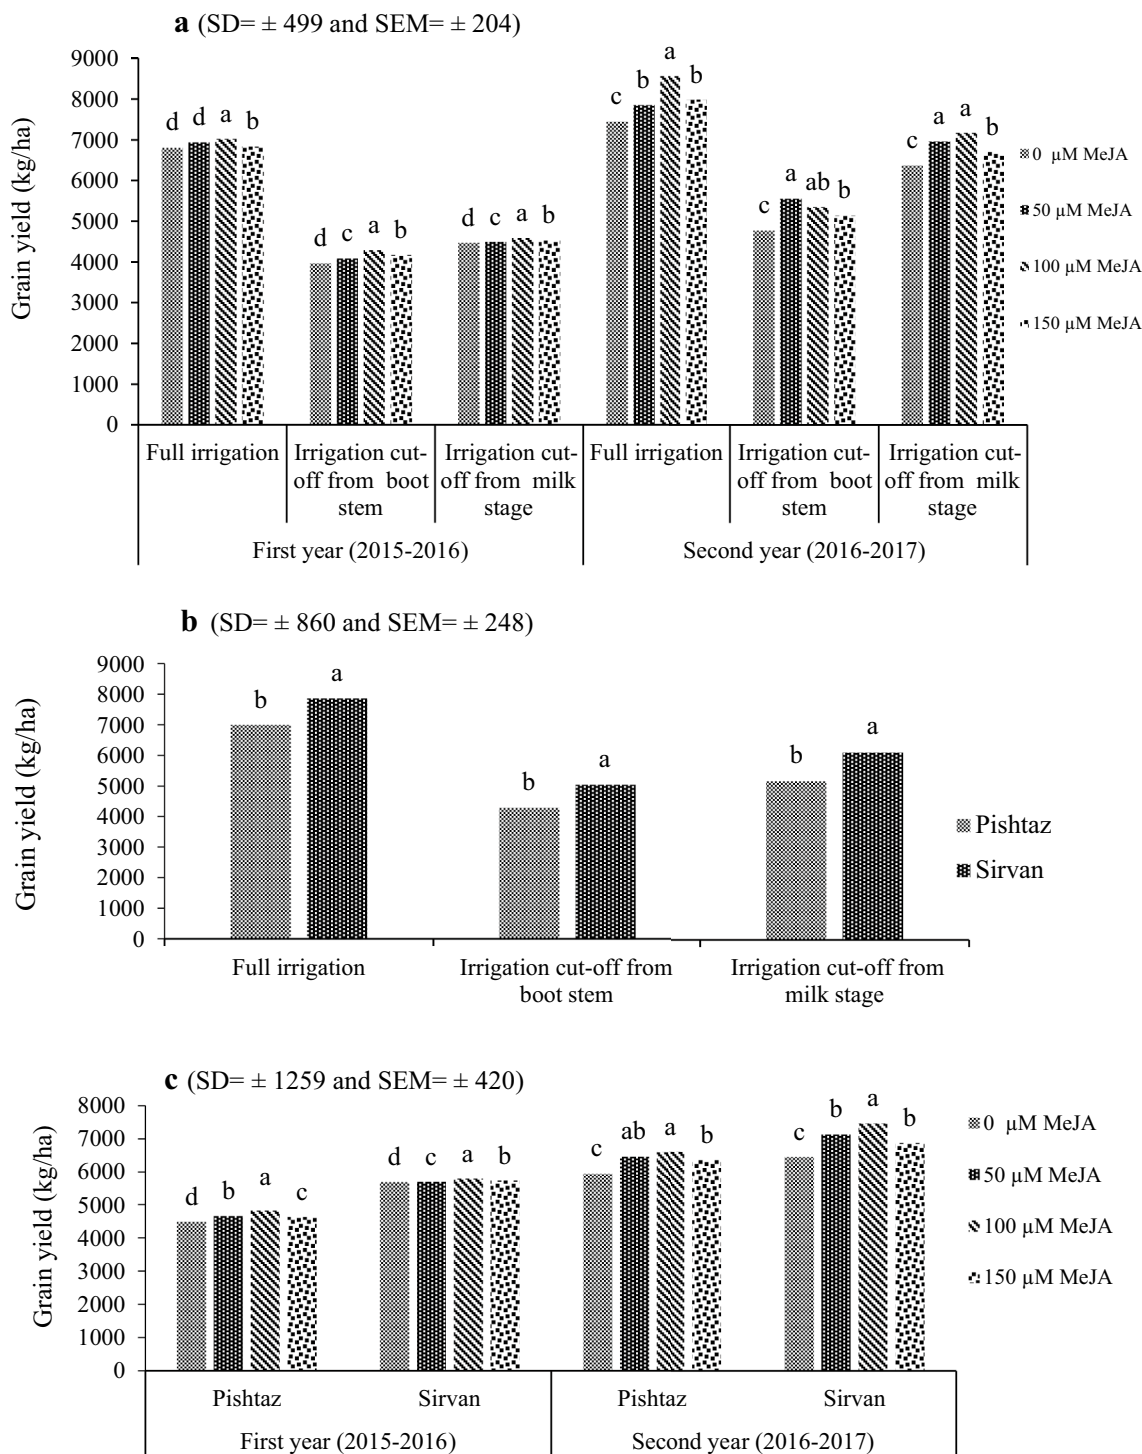 a (SD= ± 499 and SEM= ± 204)
Grain yield (kg/ha)
9000
8000
7000
6000
5000
4000
3000
2000
1000
0
d d a b
d c a b
d c a b
c b a b
c a ab b
c a a b
Full irrigation
Irrigation cut-
off from boot
stem
Irrigation cut-
off from milk
stage
Full irrigation
Irrigation cut-
off from boot
stem
Irrigation cut-
off from milk
stage
First year (2015-2016)
Second year (2016-2017)
0 µM MeJA
50 µM MeJA
100 µM MeJA
150 µM MeJA
b (SD= ± 860 and SEM= ± 248)
Grain yield (kg/ha)
9000
8000
7000
6000
5000
4000
3000
2000
1000
0
b a
b a
b a
Full irrigation
Irrigation cut-off from
boot stem
Irrigation cut-off from
milk stage
Pishtaz
Sirvan
c (SD= ± 1259 and SEM= ± 420)
Grain yield (kg/ha)
8000
7000
6000
5000
4000
3000
2000
1000
0
d b a c
d c a b
c ab a b
c b a b
Pishtaz
Sirvan
Pishtaz
Sirvan
First year (2015-2016)
Second year (2016-2017)
0 µM MeJA
50 µM MeJA
100 µM MeJA
150 µM MeJA